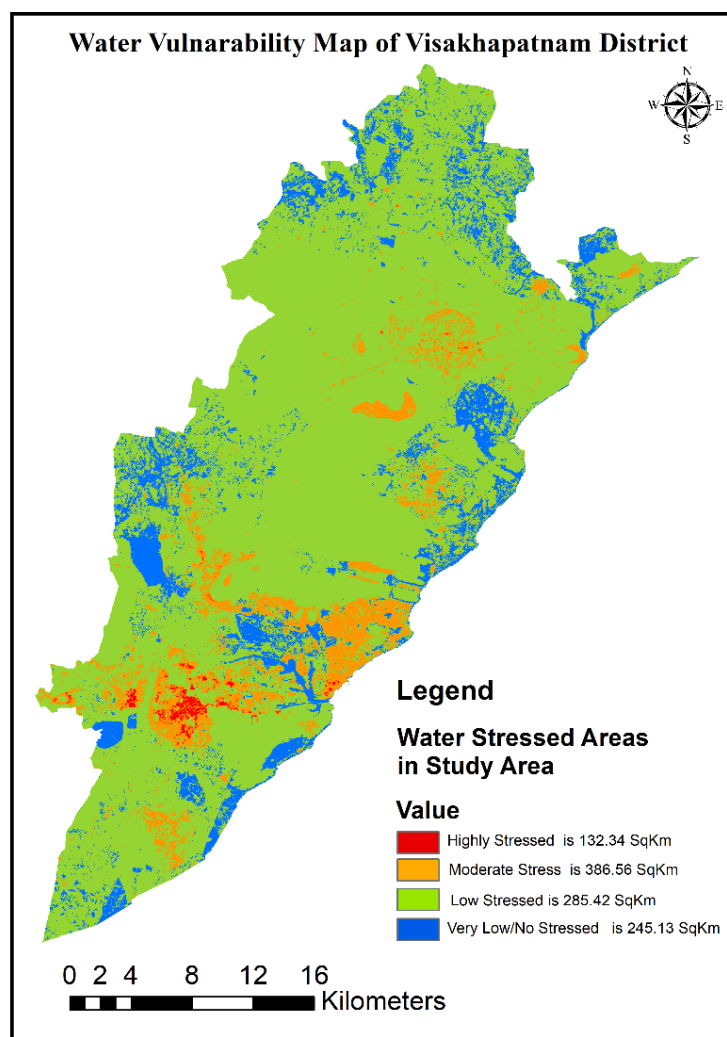 Water Vulnarability Map of Visakhapatnam District
N
W E
S
Legend
Water Stressed Areas
in Study Area
Value
Highly Stressed is 132.34 SqKm
Moderate Stress is 386.56 SqKm
Low Stressed is 285.42 SqKm
Very Low/No Stressed is 245.13 SqKm
0 2 4 8 12 16
Kilometers